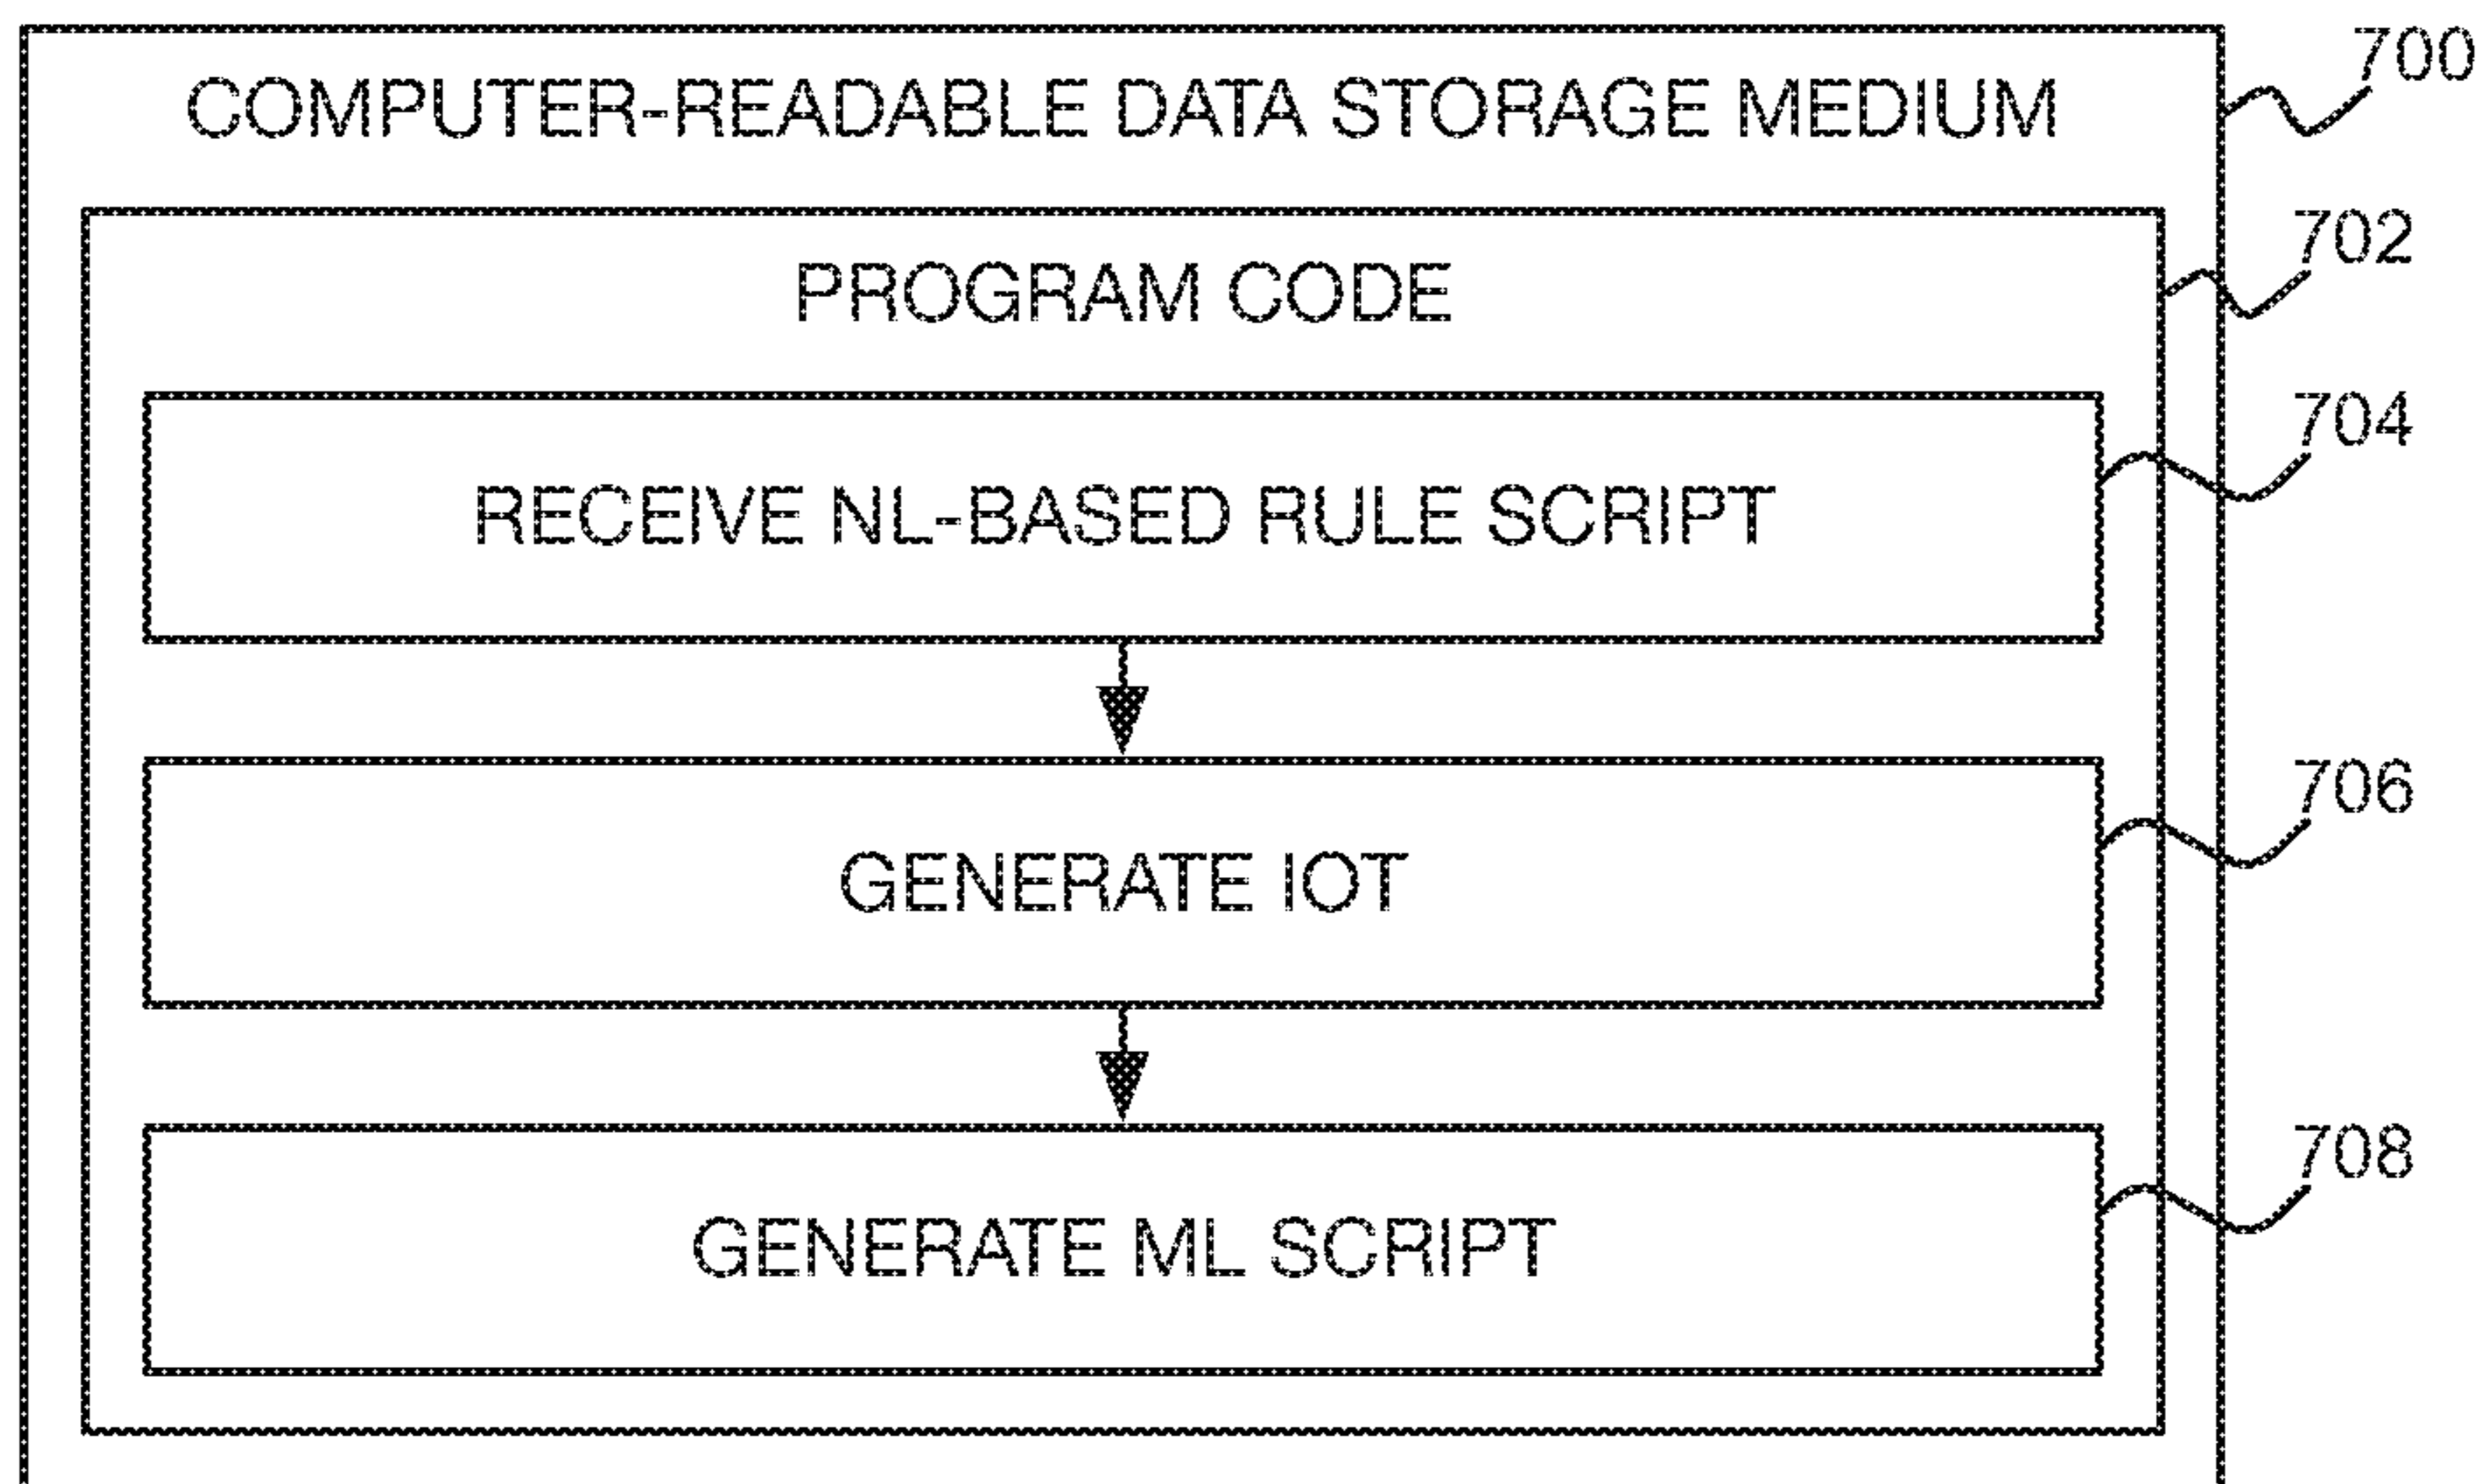 700
COMPUTER-READABLE DATA STORAGE MEDIUM
702
PROGRAM CODE
704
RECEIVE NL-BASED RULE SCRIPT
706
GENERATE IOT
708
GENERATE ML SCRIPT